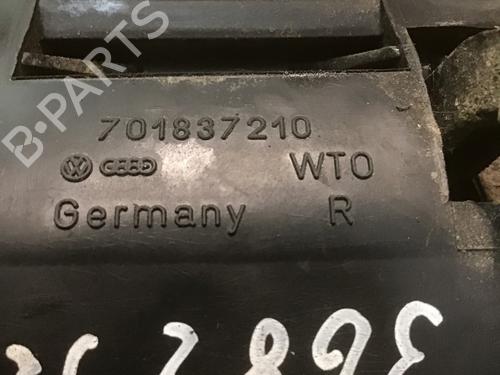 B-PARTS
701837210
WTO
Germany R